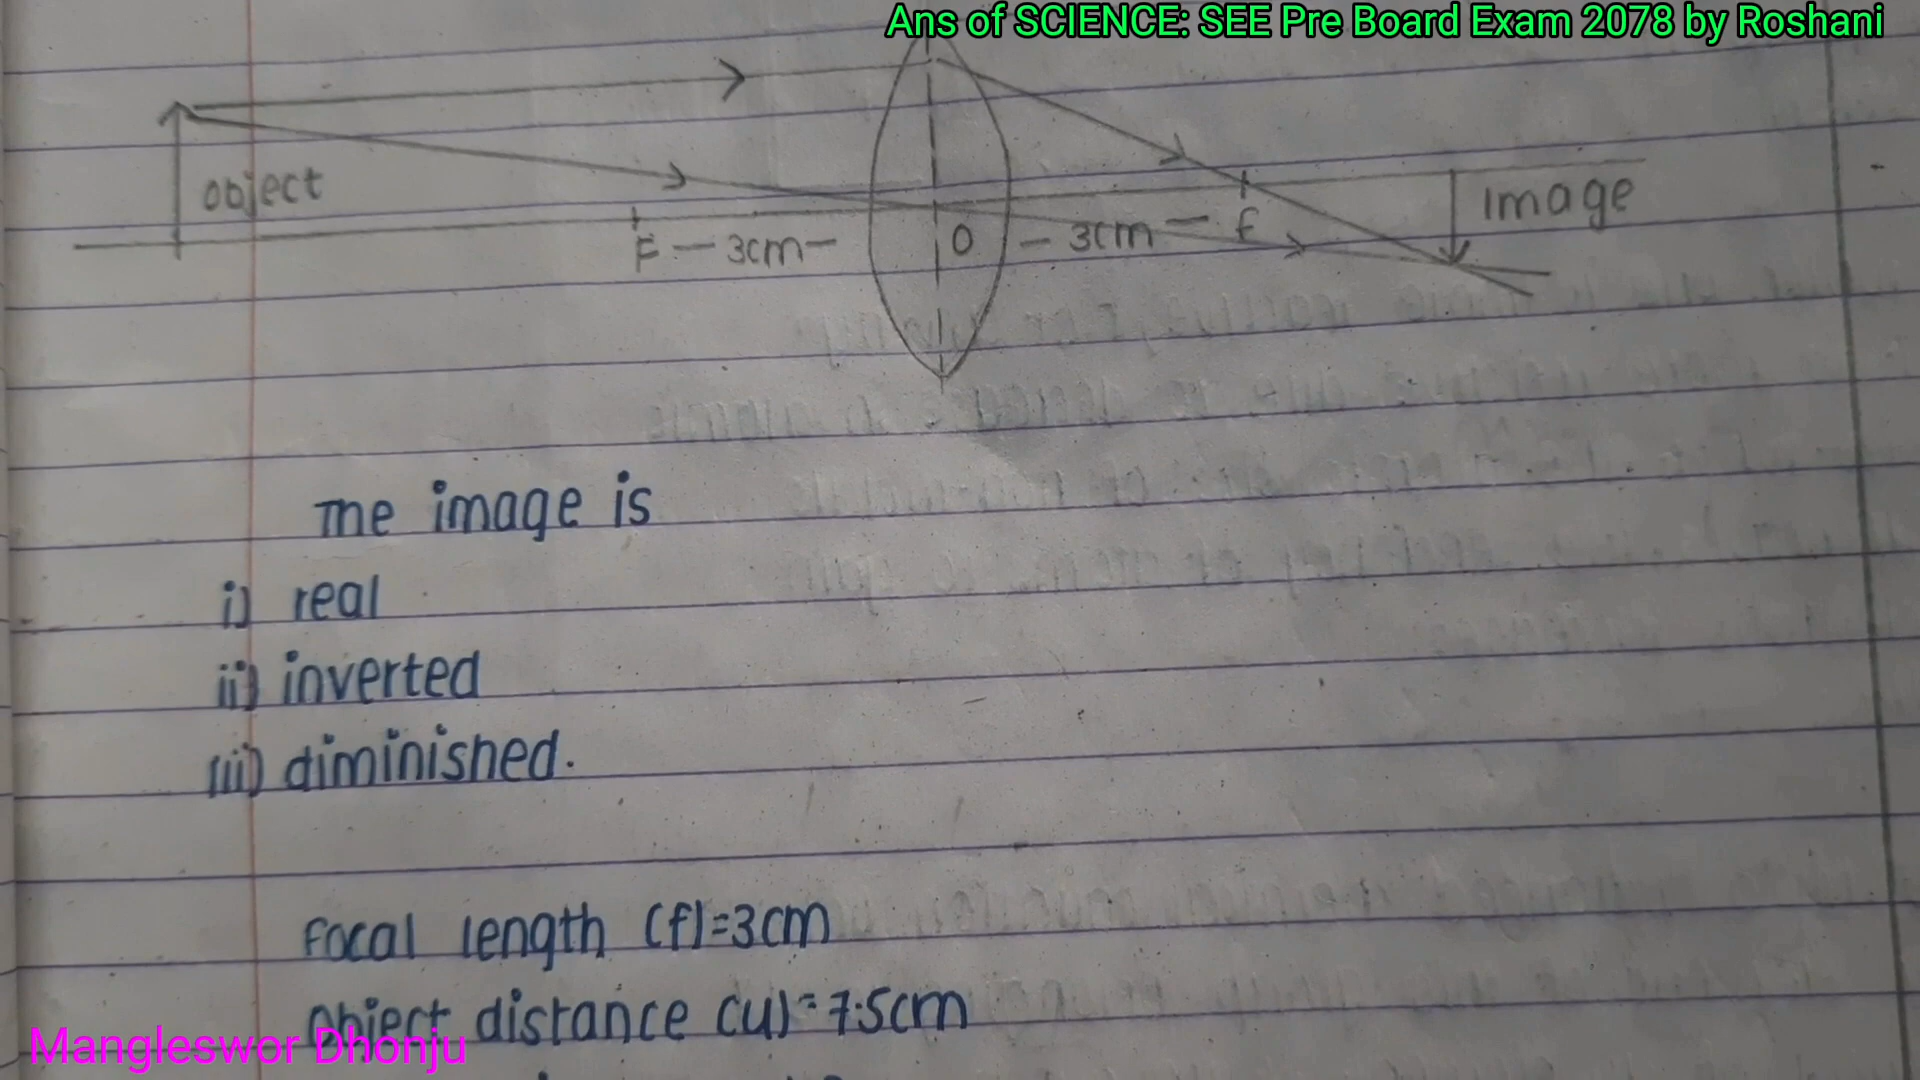 Ans of SCIENCE: SEE Pre Board Exam 2078 by Roshani
object
Image
F — 3cm —
O
— 3cm — F
The image is
i) real
ii) inverted
iii) diminished.
Focal length (f)=3cm
Object distance (u)=7.5cm
Mangleswor Dhonju